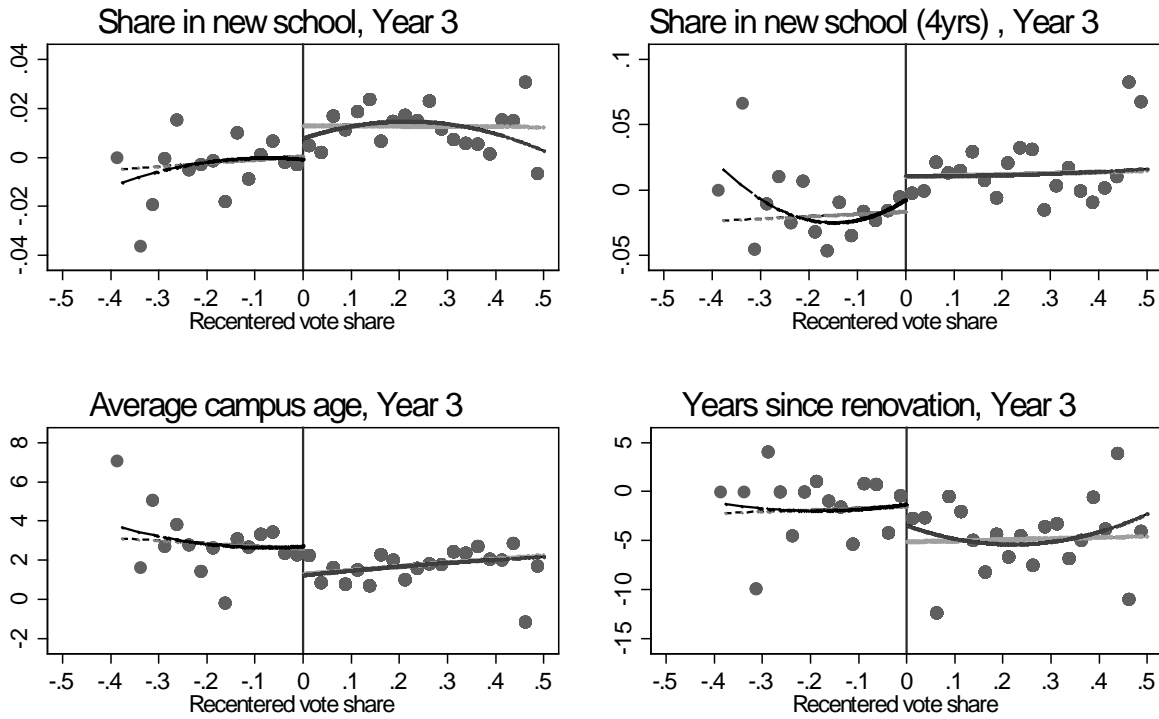 Share in new school, Year 3
.04
.02
0
-.02
-.04
-.5 -.4 -.3 -.2 -.1 0 .1 .2 .3 .4 .5
Recentered vote share
Share in new school (4yrs) , Year 3
.1
.05
0
-.05
-.5 -.4 -.3 -.2 -.1 0 .1 .2 .3 .4 .5
Recentered vote share
Average campus age, Year 3
8
6
4
2
0
-2
-.5 -.4 -.3 -.2 -.1 0 .1 .2 .3 .4 .5
Recentered vote share
Years since renovation, Year 3
5
0
-5
-10
-15
-.5 -.4 -.3 -.2 -.1 0 .1 .2 .3 .4 .5
Recentered vote share